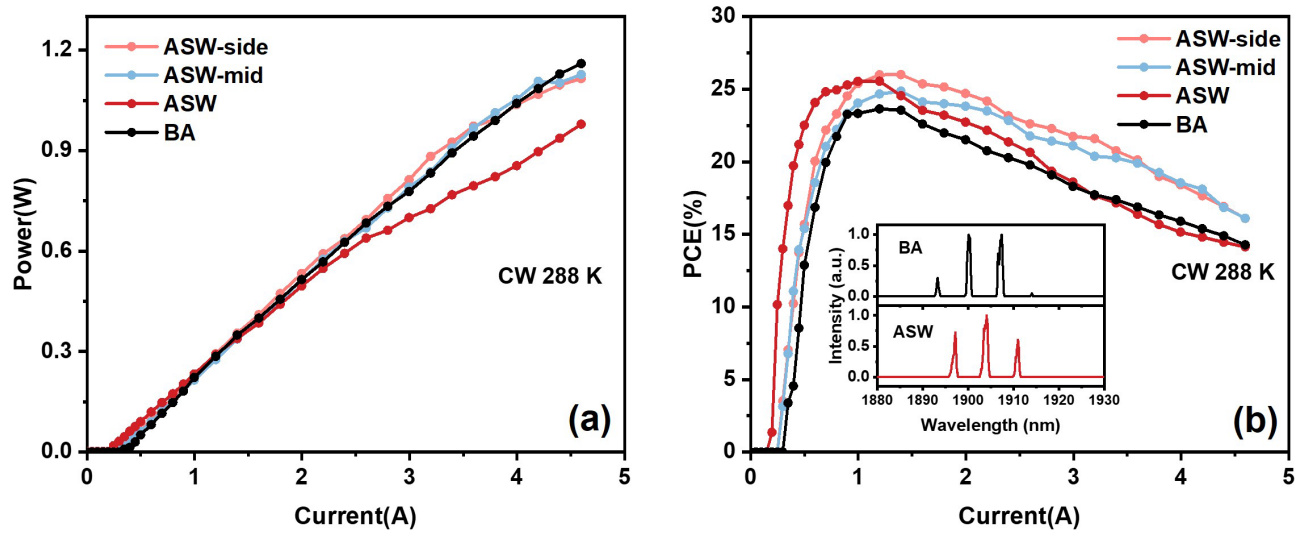 ASW-side
ASW-mid
ASW
BA
CW 288 K
(a)
Power(W)
1.2
0.9
0.6
0.3
0.0
0
1
2
3
4
5
Current(A)
ASW-side
ASW-mid
ASW
BA
CW 288 K
(b)
PCE(%)
30
25
20
15
10
5
0
0
1
2
3
4
5
Current(A)
BA
ASW
Intensity (a.u.)
1.0
0.5
0.0
1.0
0.5
0.0
1880
1890
1900
1910
1920
1930
Wavelength (nm)